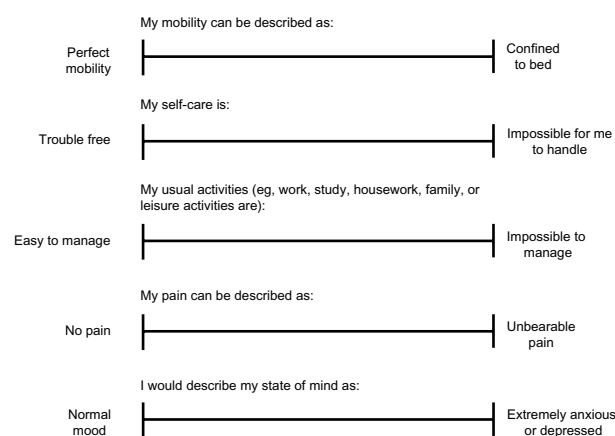 My mobility can be described as:
Perfect
mobility
Confined
to bed
My self-care is:
Trouble free
Impossible for me
to handle
My usual activities (eg, work, study, housework, family, or
leisure activities are):
Easy to manage
Impossible to
manage
My pain can be described as:
No pain
Unbearable
pain
I would describe my state of mind as:
Normal
mood
Extremely anxious
or depressed